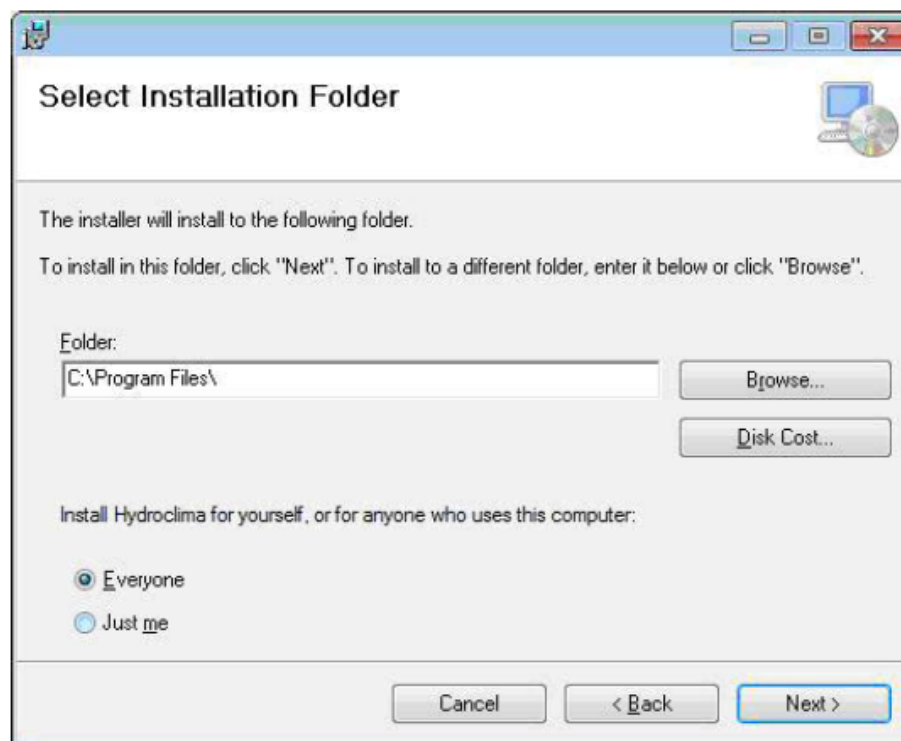 Select Installation Folder
The installer will install to the following folder.
To install in this folder, click "Next". To install to a different folder, enter it below or click "Browse".
Folder:
C:\Program Files\
Browse...
Disk Cost...
Install Hydroclima for yourself, or for anyone who uses this computer:
Everyone
Just me
Cancel
< Back
Next >